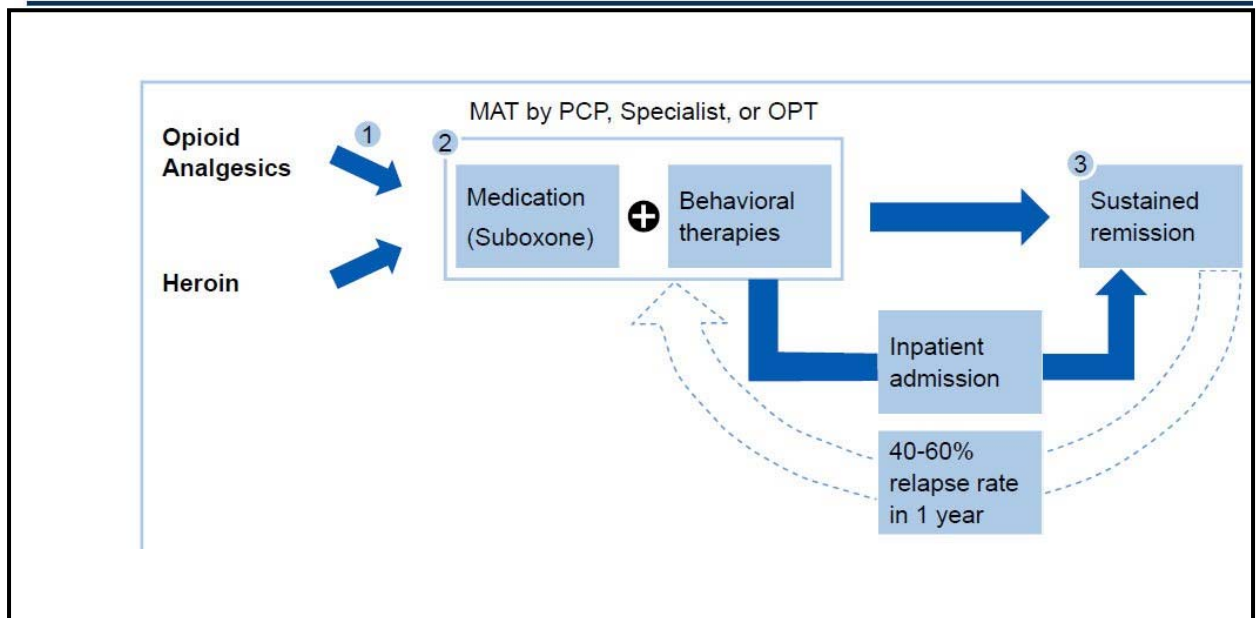 MAT by PCP, Specialist, or OPT
Opioid
Analgesics
1
2
3
Medication
(Suboxone)
Behavioral
therapies
Sustained
remission
Heroin
Inpatient
admission
40-60%
relapse rate
in 1 year